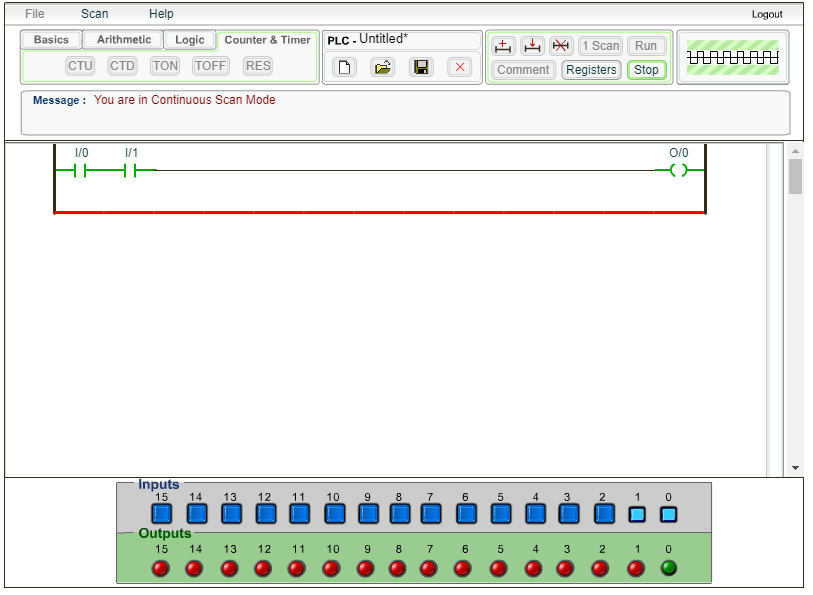 File Scan Help Logout
Basics Arithmetic Logic Counter & Timer
CTU CTD TON TOFF RES
PLC - Untitled*
1 Scan Run
Comment Registers Stop
Message : You are in Continuous Scan Mode
I/0 I/1 O/0
Inputs
15 14 13 12 11 10 9 8 7 6 5 4 3 2 1 0
Outputs
15 14 13 12 11 10 9 8 7 6 5 4 3 2 1 0